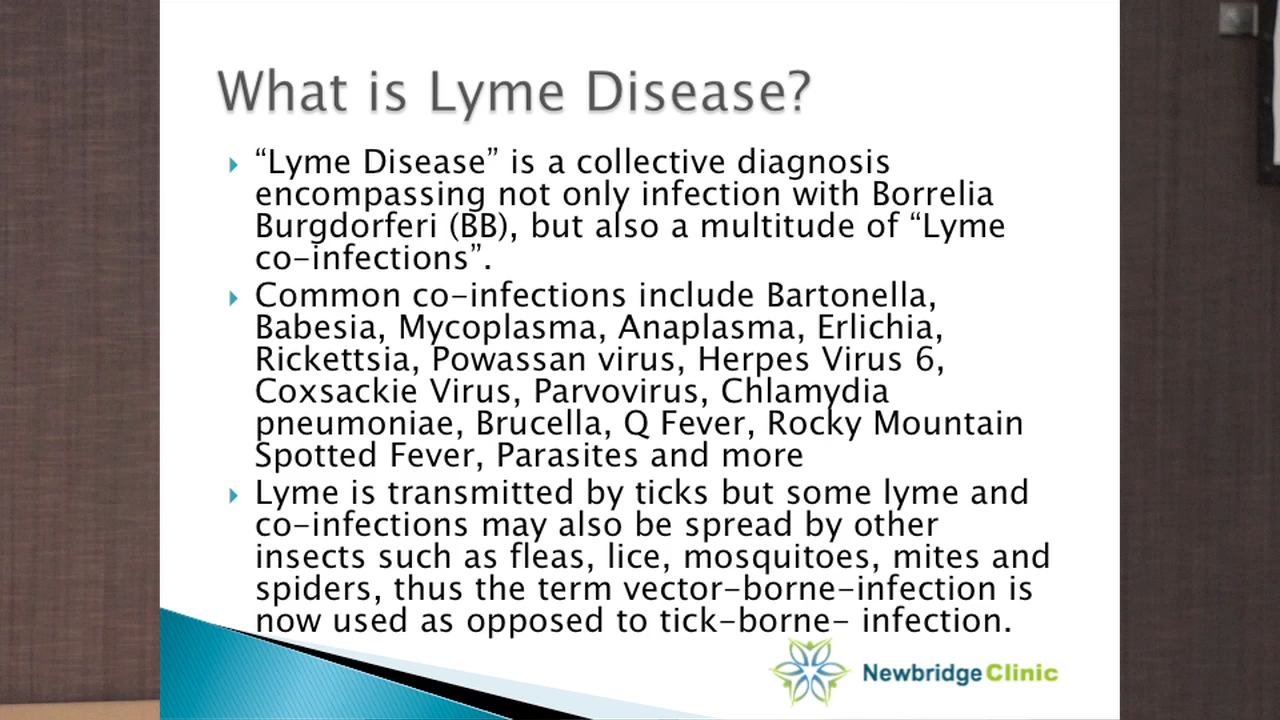 What is Lyme Disease?
“Lyme Disease” is a collective diagnosis
encompassing not only infection with Borrelia
Burgdorferi (BB), but also a multitude of “Lyme
co-infections”.
Common co-infections include Bartonella,
Babesia, Mycoplasma, Anaplasma, Erlichia,
Rickettsia, Powassan virus, Herpes Virus 6,
Coxsackie Virus, Parvovirus, Chlamydia
pneumoniae, Brucella, Q Fever, Rocky Mountain
Spotted Fever, Parasites and more
Lyme is transmitted by ticks but some lyme and
co-infections may also be spread by other
insects such as fleas, lice, mosquitoes, mites and
spiders, thus the term vector-borne-infection is
now used as opposed to tick-borne- infection.
Newbridge Clinic